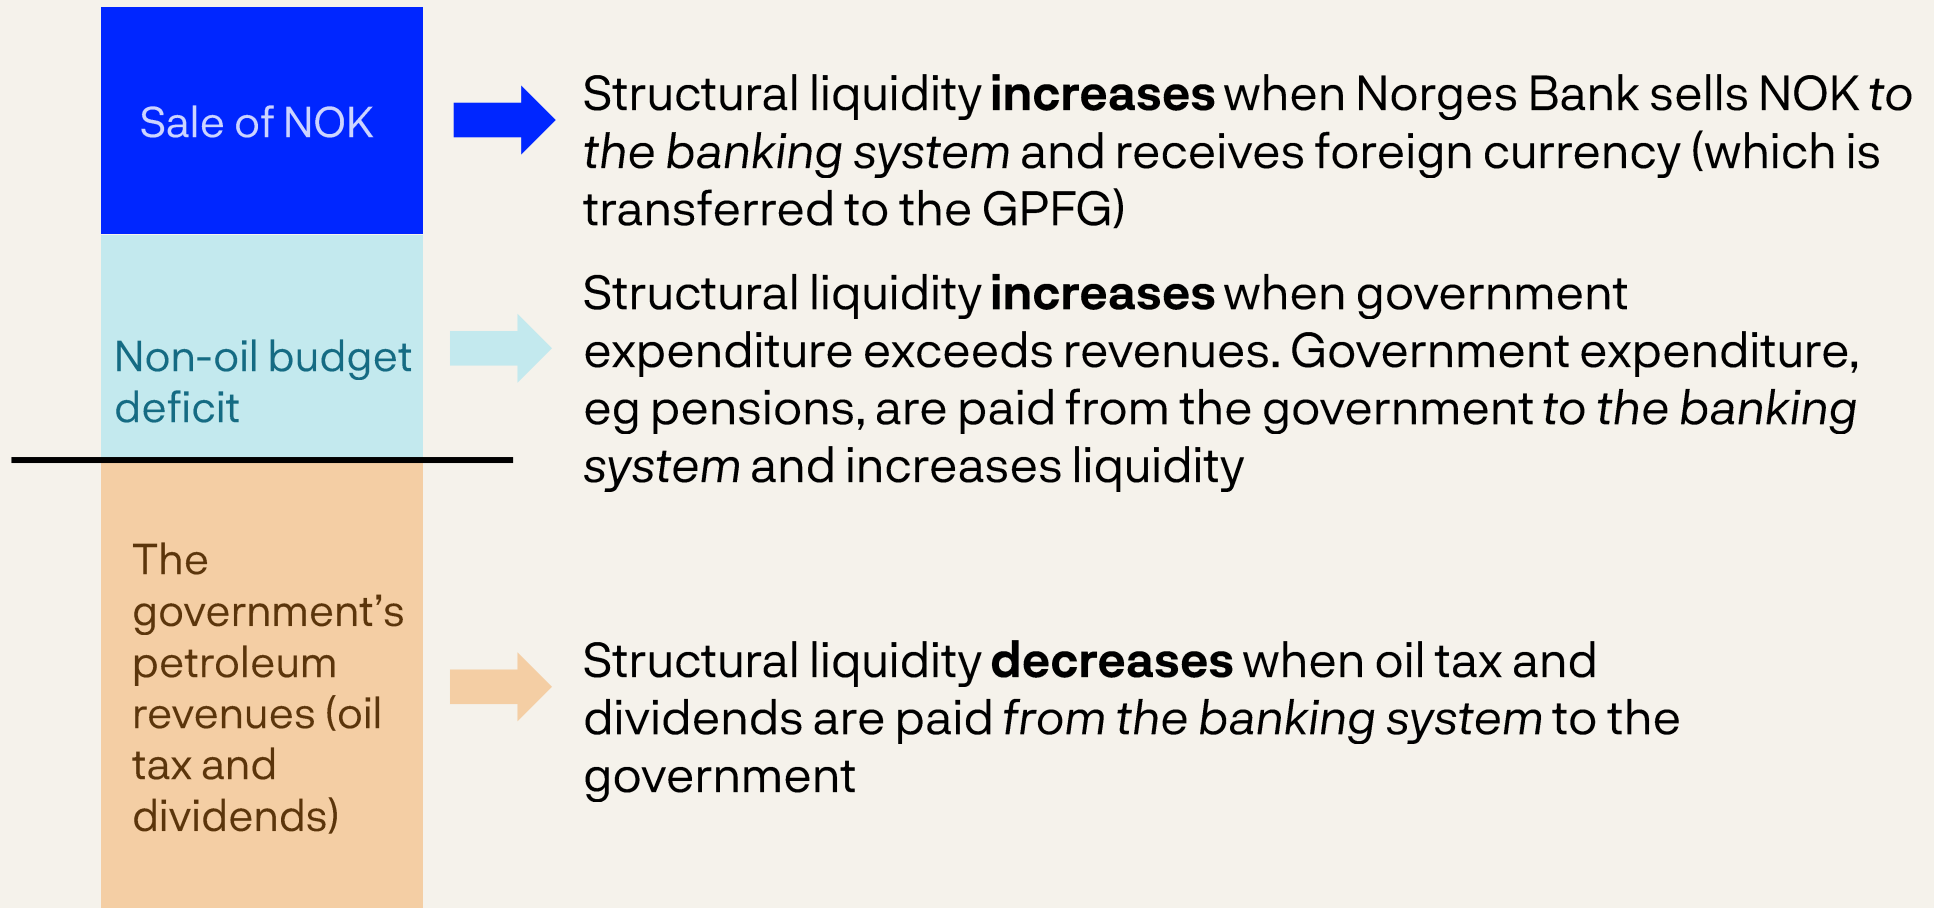 Sale of NOK
Structural liquidity increases when Norges Bank sells NOK to
the banking system and receives foreign currency (which is
transferred to the GPFG)
Non-oil budget
deficit
Structural liquidity increases when government
expenditure exceeds revenues. Government expenditure,
eg pensions, are paid from the government to the banking
system and increases liquidity
The
government’s
petroleum
revenues (oil
tax and
dividends)
Structural liquidity decreases when oil tax and
dividends are paid from the banking system to the
government